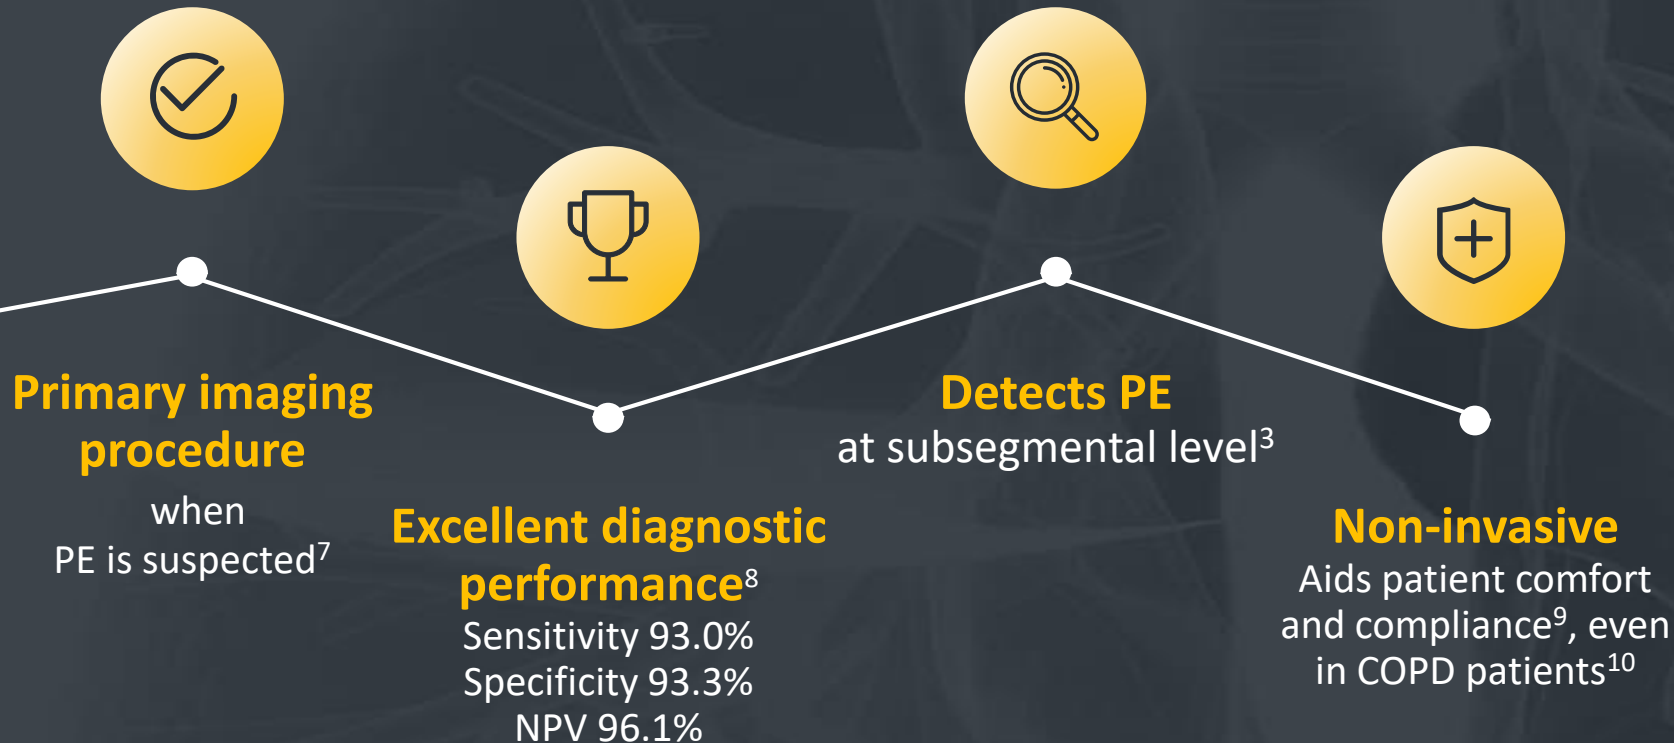 Primary imaging
procedure
when
PE is suspected⁷
Excellent diagnostic
performance⁸
Sensitivity 93.0%
Specificity 93.3%
NPV 96.1%
Detects PE
at subsegmental level³
Non-invasive
Aids patient comfort
and compliance⁹, even
in COPD patients¹⁰